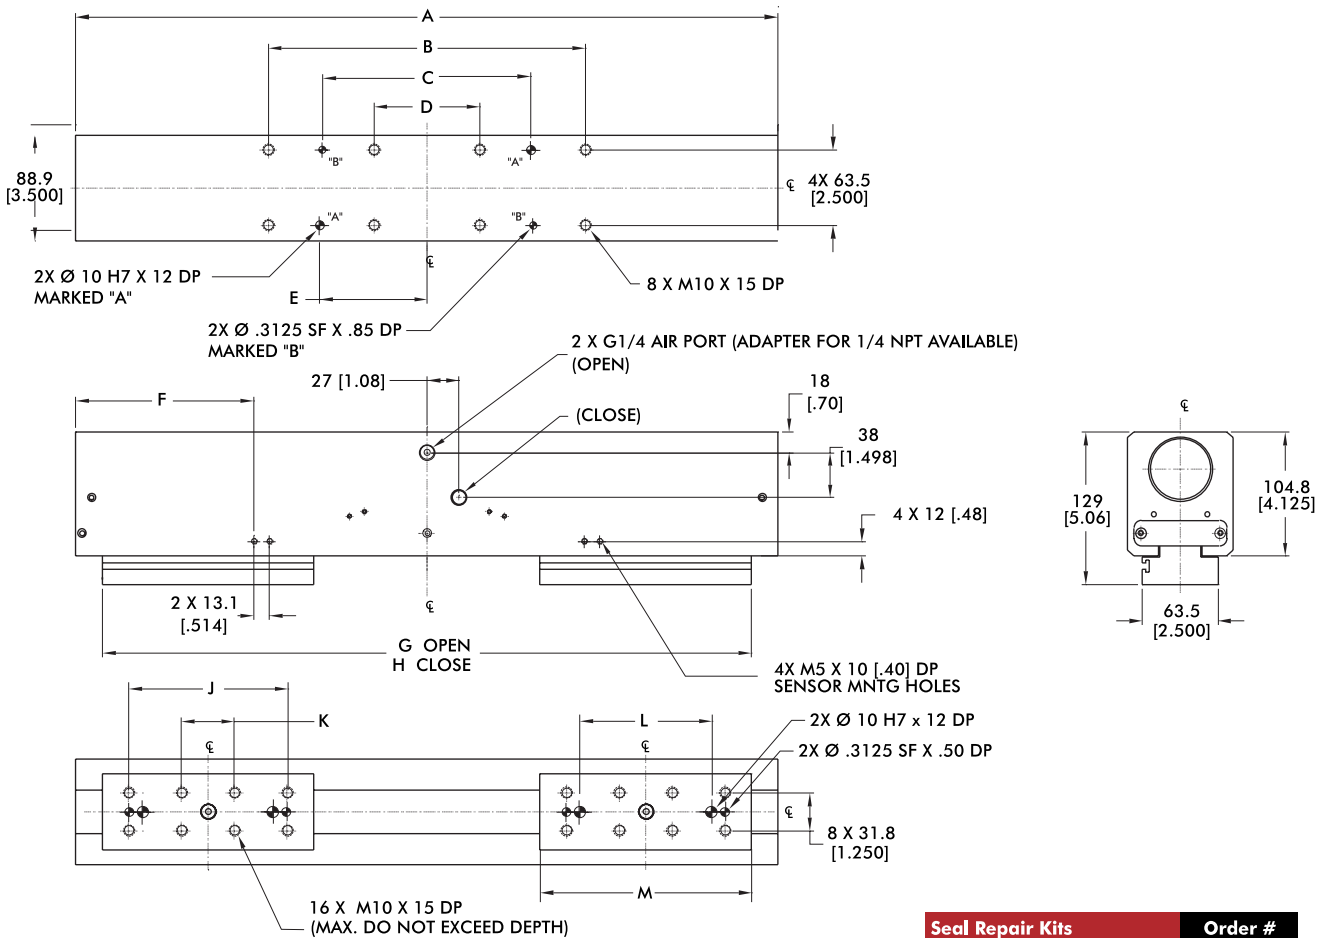 A
B
C
D
"B"
"A"
88.9
[3.500]
℄
4X 63.5
[2.500]
"A"
"B"
2X Ø 10 H7 X 12 DP
MARKED "A"
℄
8 X M10 X 15 DP
E
2X Ø .3125 SF X .85 DP
MARKED "B"
2 X G1/4 AIR PORT (ADAPTER FOR 1/4 NPT AVAILABLE)
(OPEN)
27 [1.08]
18
[.70]
F
(CLOSE)
℄
38
[1.498]
129
[5.06]
104.8
[4.125]
4 X 12 [.48]
2 X 13.1
[.514]
℄
63.5
[2.500]
G OPEN
H CLOSE
4X M5 X 10 [.40] DP
SENSOR MNTG HOLES
J
K
L
2X Ø 10 H7 x 12 DP
℄
℄
2X Ø .3125 SF X .50 DP
℄
8 X 31.8
[1.250]
M
16 X M10 X 15 DP
(MAX. DO NOT EXCEED DEPTH)
Seal Repair Kits Order #